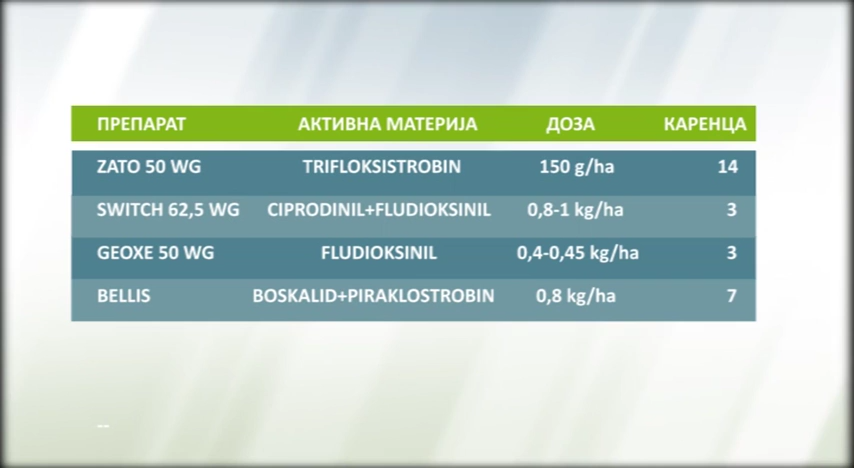 ПРЕПАРАТ АКТИВНА МАТЕРИЈА ДОЗА КАРЕНЦА
ZATO 50 WG TRIFLOKSISTROBIN 150 g/ha 14
SWITCH 62,5 WG CIPRODINIL+FLUDIOKSINIL 0,8-1 kg/ha 3
GEOXE 50 WG FLUDIOKSINIL 0,4-0,45 kg/ha 3
BELLIS BOSKALID+PIRAKLOSTROBIN 0,8 kg/ha 7
--